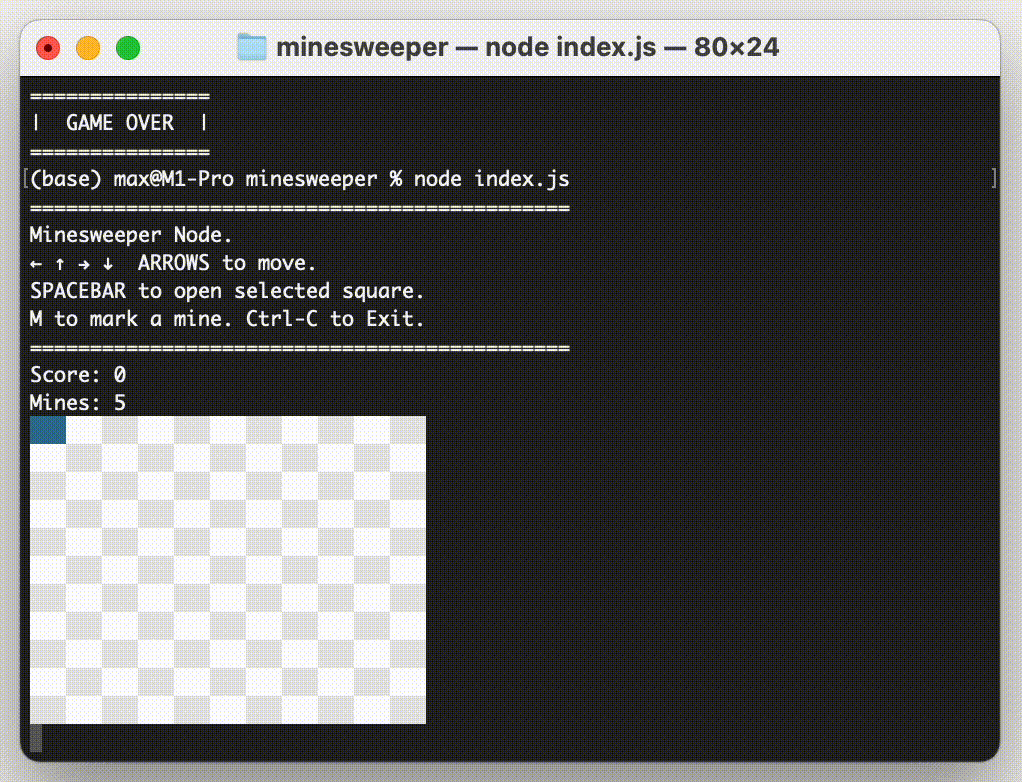 minesweeper — node index.js — 80×24
===============
|  GAME OVER  |
===============
[(base) max@M1-Pro minesweeper % node index.js ]
=============================================
Minesweeper Node.
← ↑ → ↓  ARROWS to move.
SPACEBAR to open selected square.
M to mark a mine. Ctrl-C to Exit.
=============================================
Score: 0
Mines: 5